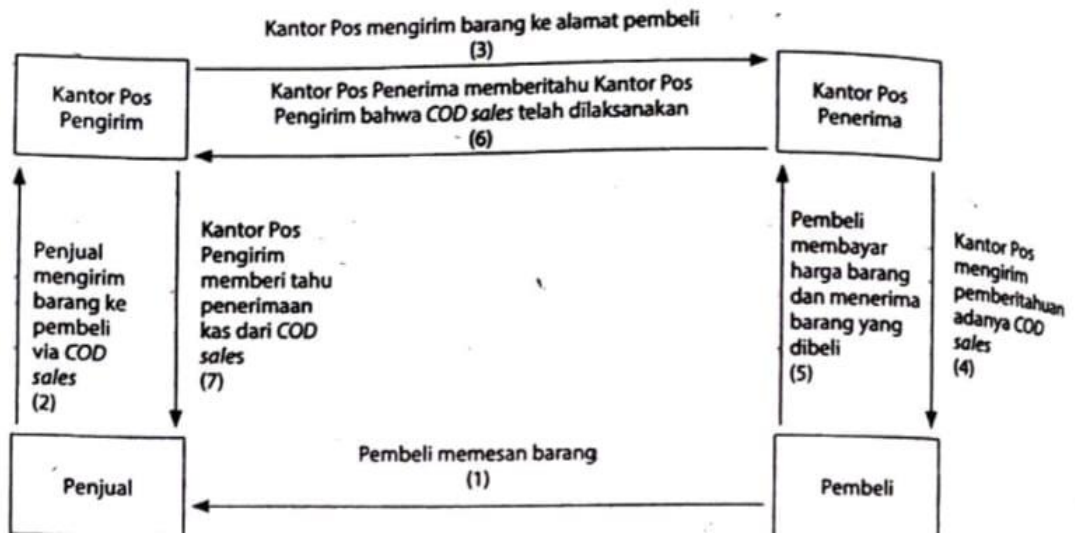 Kantor Pos mengirim barang ke alamat pembeli
(3)
Kantor Pos
Pengirim
Kantor Pos Penerima memberitahu Kantor Pos
Pengirim bahwa COD sales telah dilaksanakan
(6)
Kantor Pos
Penerima
Penjual
mengirim
barang ke
pembeli
via COD
sales
(2)
Kantor Pos
Pengirim
memberi tahu
penerimaan
kas dari COD
sales
(7)
Pembeli
membayar
harga barang
dan menerima
barang yang
dibeli
(5)
Kantor Pos
mengirim
pemberitahuan
adanya COD
sales
(4)
Penjual
Pembeli memesan barang
(1)
Pembeli